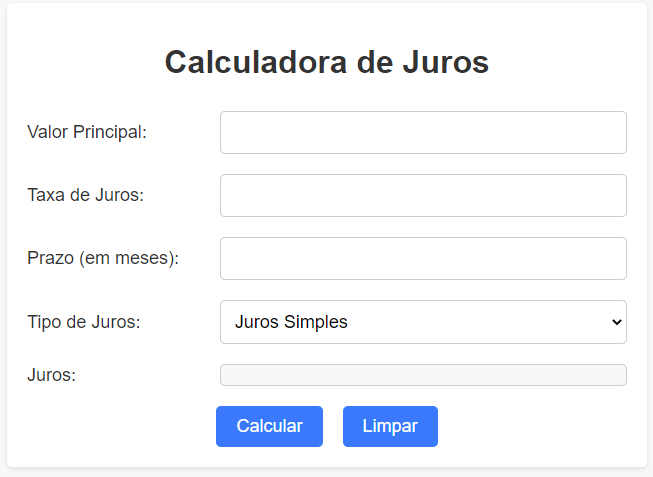 Calculadora de Juros
Valor Principal:
Taxa de Juros:
Prazo (em meses):
Tipo de Juros: Juros Simples
Juros:
Calcular Limpar